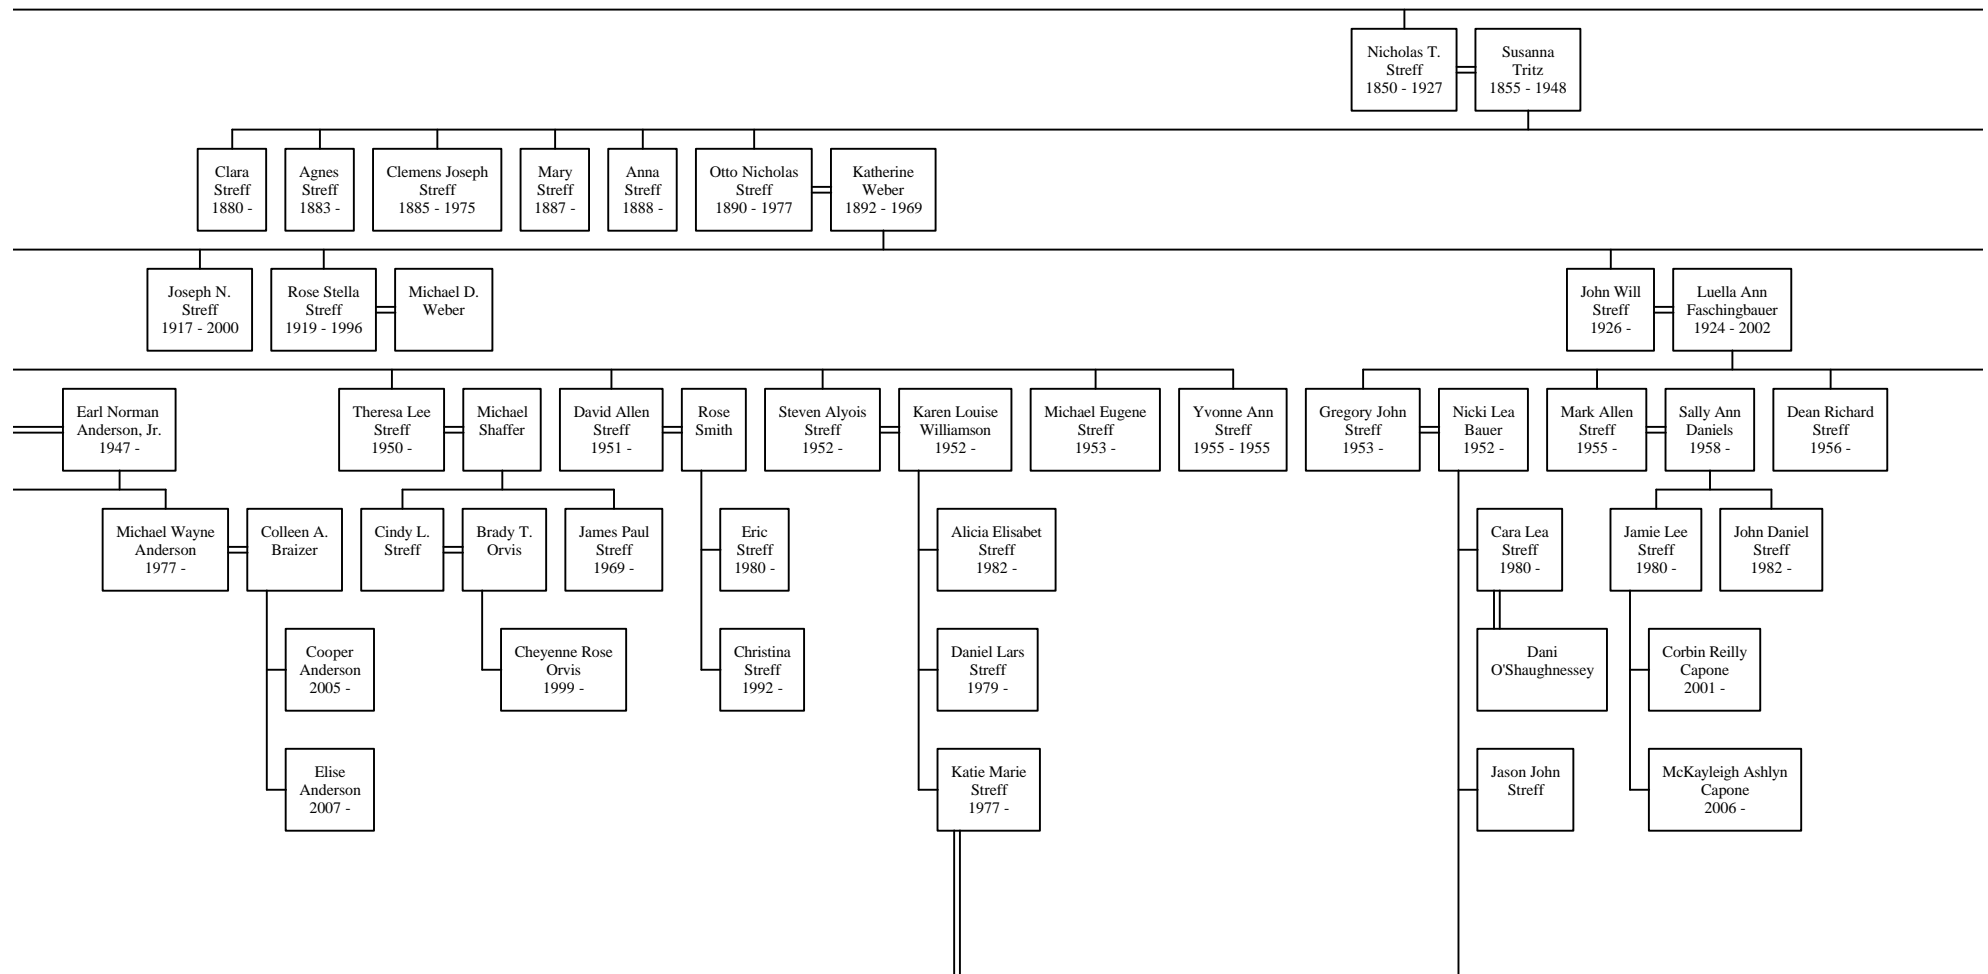 Nicholas T.
Streff
1850 - 1927
Susanna
Tritz
1855 - 1948
Clara
Streff
1880 -
Agnes
Streff
1883 -
Clemens Joseph
Streff
1885 - 1975
Mary
Streff
1887 -
Anna
Streff
1888 -
Otto Nicholas
Streff
1890 - 1977
Katherine
Weber
1892 - 1969
Joseph N.
Streff
1917 - 2000
Rose Stella
Streff
1919 - 1996
Michael D.
Weber
John Will
Streff
1926 -
Luella Ann
Faschingbauer
1924 - 2002
Earl Norman
Anderson, Jr.
1947 -
Theresa Lee
Streff
1950 -
Michael
Shaffer
David Allen
Streff
1951 -
Rose
Smith
Steven Alyois
Streff
1952 -
Karen Louise
Williamson
1952 -
Michael Eugene
Streff
1953 -
Yvonne Ann
Streff
1955 - 1955
Gregory John
Streff
1953 -
Nicki Lea
Bauer
1952 -
Mark Allen
Streff
1955 -
Sally Ann
Daniels
1958 -
Dean Richard
Streff
1956 -
Michael Wayne
Anderson
1977 -
Colleen A.
Braizer
Cindy L.
Streff
Brady T.
Orvis
James Paul
Streff
1969 -
Eric
Streff
1980 -
Alicia Elisabet
Streff
1982 -
Cara Lea
Streff
1980 -
Jamie Lee
Streff
1980 -
John Daniel
Streff
1982 -
Cooper
Anderson
2005 -
Cheyenne Rose
Orvis
1999 -
Christina
Streff
1992 -
Daniel Lars
Streff
1979 -
Dani
O'Shaughnessey
Corbin Reilly
Capone
2001 -
Elise
Anderson
2007 -
Katie Marie
Streff
1977 -
Jason John
Streff
McKayleigh Ashlyn
Capone
2006 -